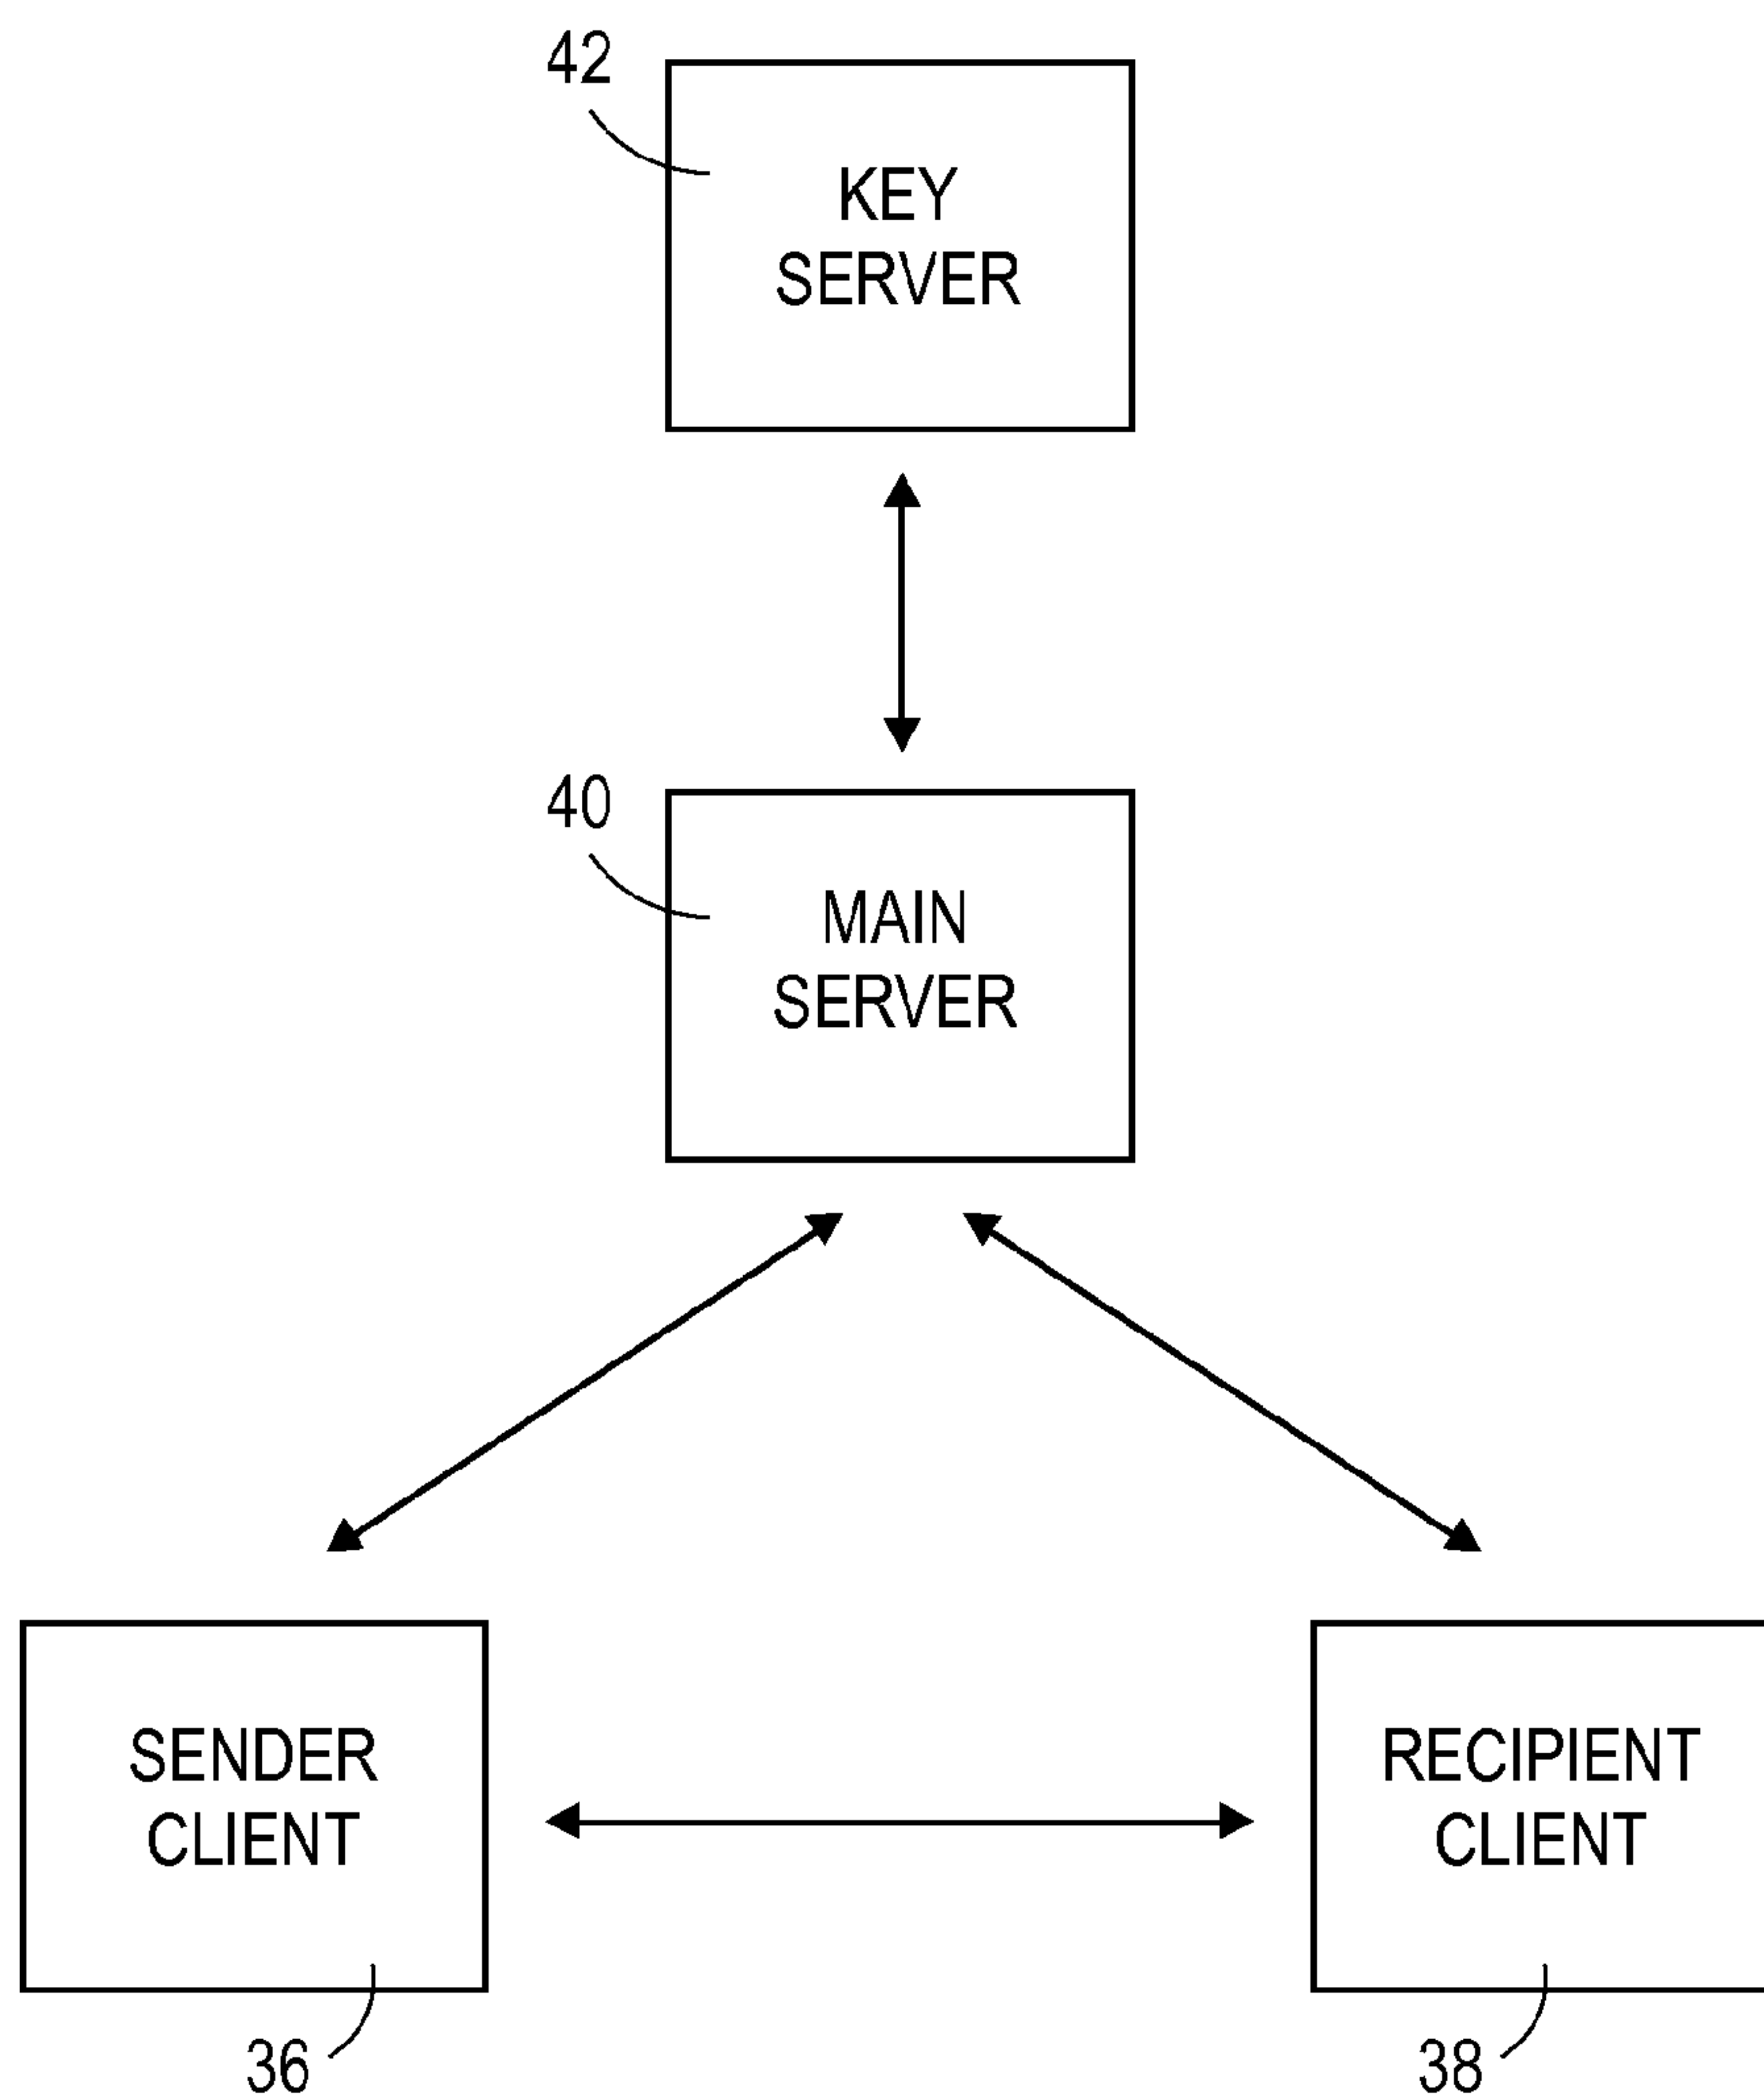 42
KEY
SERVER
40
MAIN
SERVER
SENDER
CLIENT
RECIPIENT
CLIENT
36
38